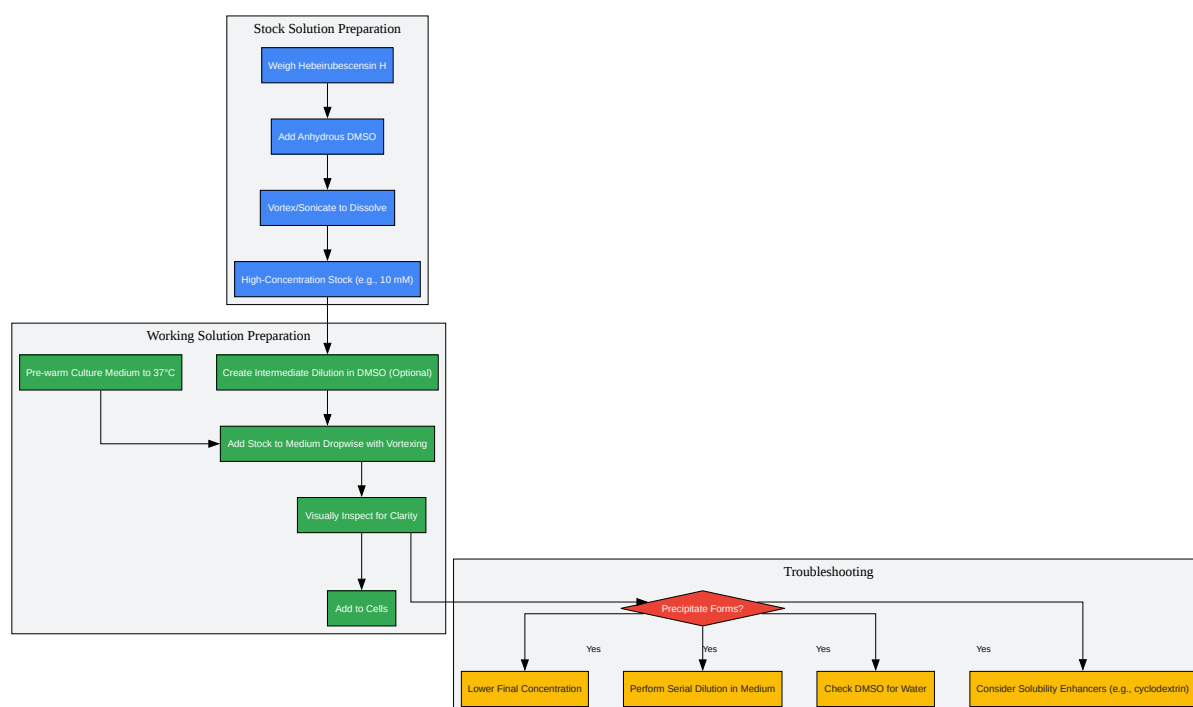 Stock Solution Preparation
Weigh Hebeirubescensin H
Add Anhydrous DMSO
Vortex/Sonicate to Dissolve
High-Concentration Stock (e.g., 10 mM)
Working Solution Preparation
Pre-warm Culture Medium to 37°C
Create Intermediate Dilution in DMSO (Optional)
Add Stock to Medium Dropwise with Vortexing
Visually Inspect for Clarity
Add to Cells
Troubleshooting
Precipitate Forms?
Yes
Yes
Yes
Yes
Lower Final Concentration
Perform Serial Dilution in Medium
Check DMSO for Water
Consider Solubility Enhancers (e.g., cyclodextrin)